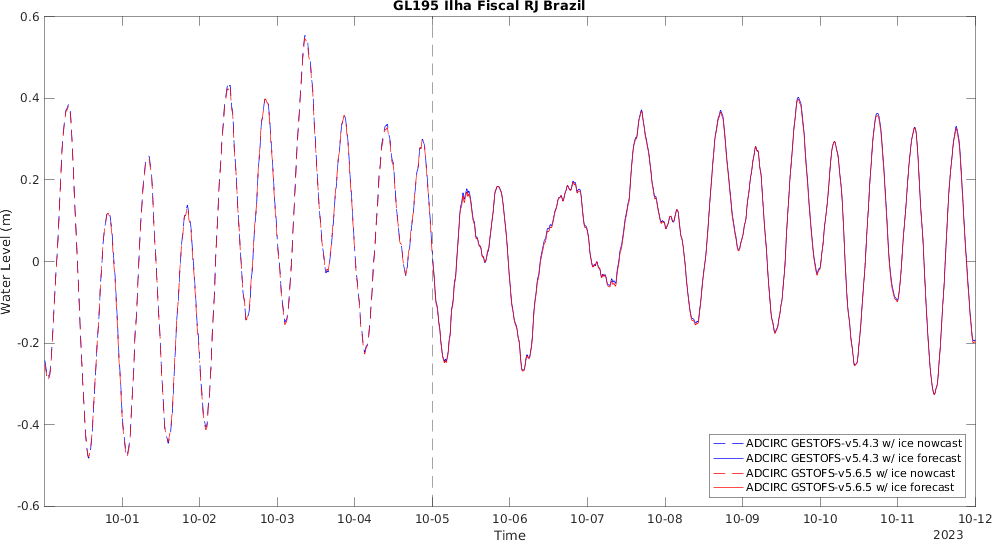 GL195 Ilha Fiscal RJ Brazil
0.6
0.4
0.2
0
-0.2
-0.4
-0.6
Water Level (m)
ADCIRC GESTOFS-v5.4.3 w/ ice nowcast
ADCIRC GESTOFS-v5.4.3 w/ ice forecast
ADCIRC GSTOFS-v5.6.5 w/ ice nowcast
ADCIRC GSTOFS-v5.6.5 w/ ice forecast
10-01 10-02 10-03 10-04 10-05 10-06 10-07 10-08 10-09 10-10 10-11 10-12
Time
2023